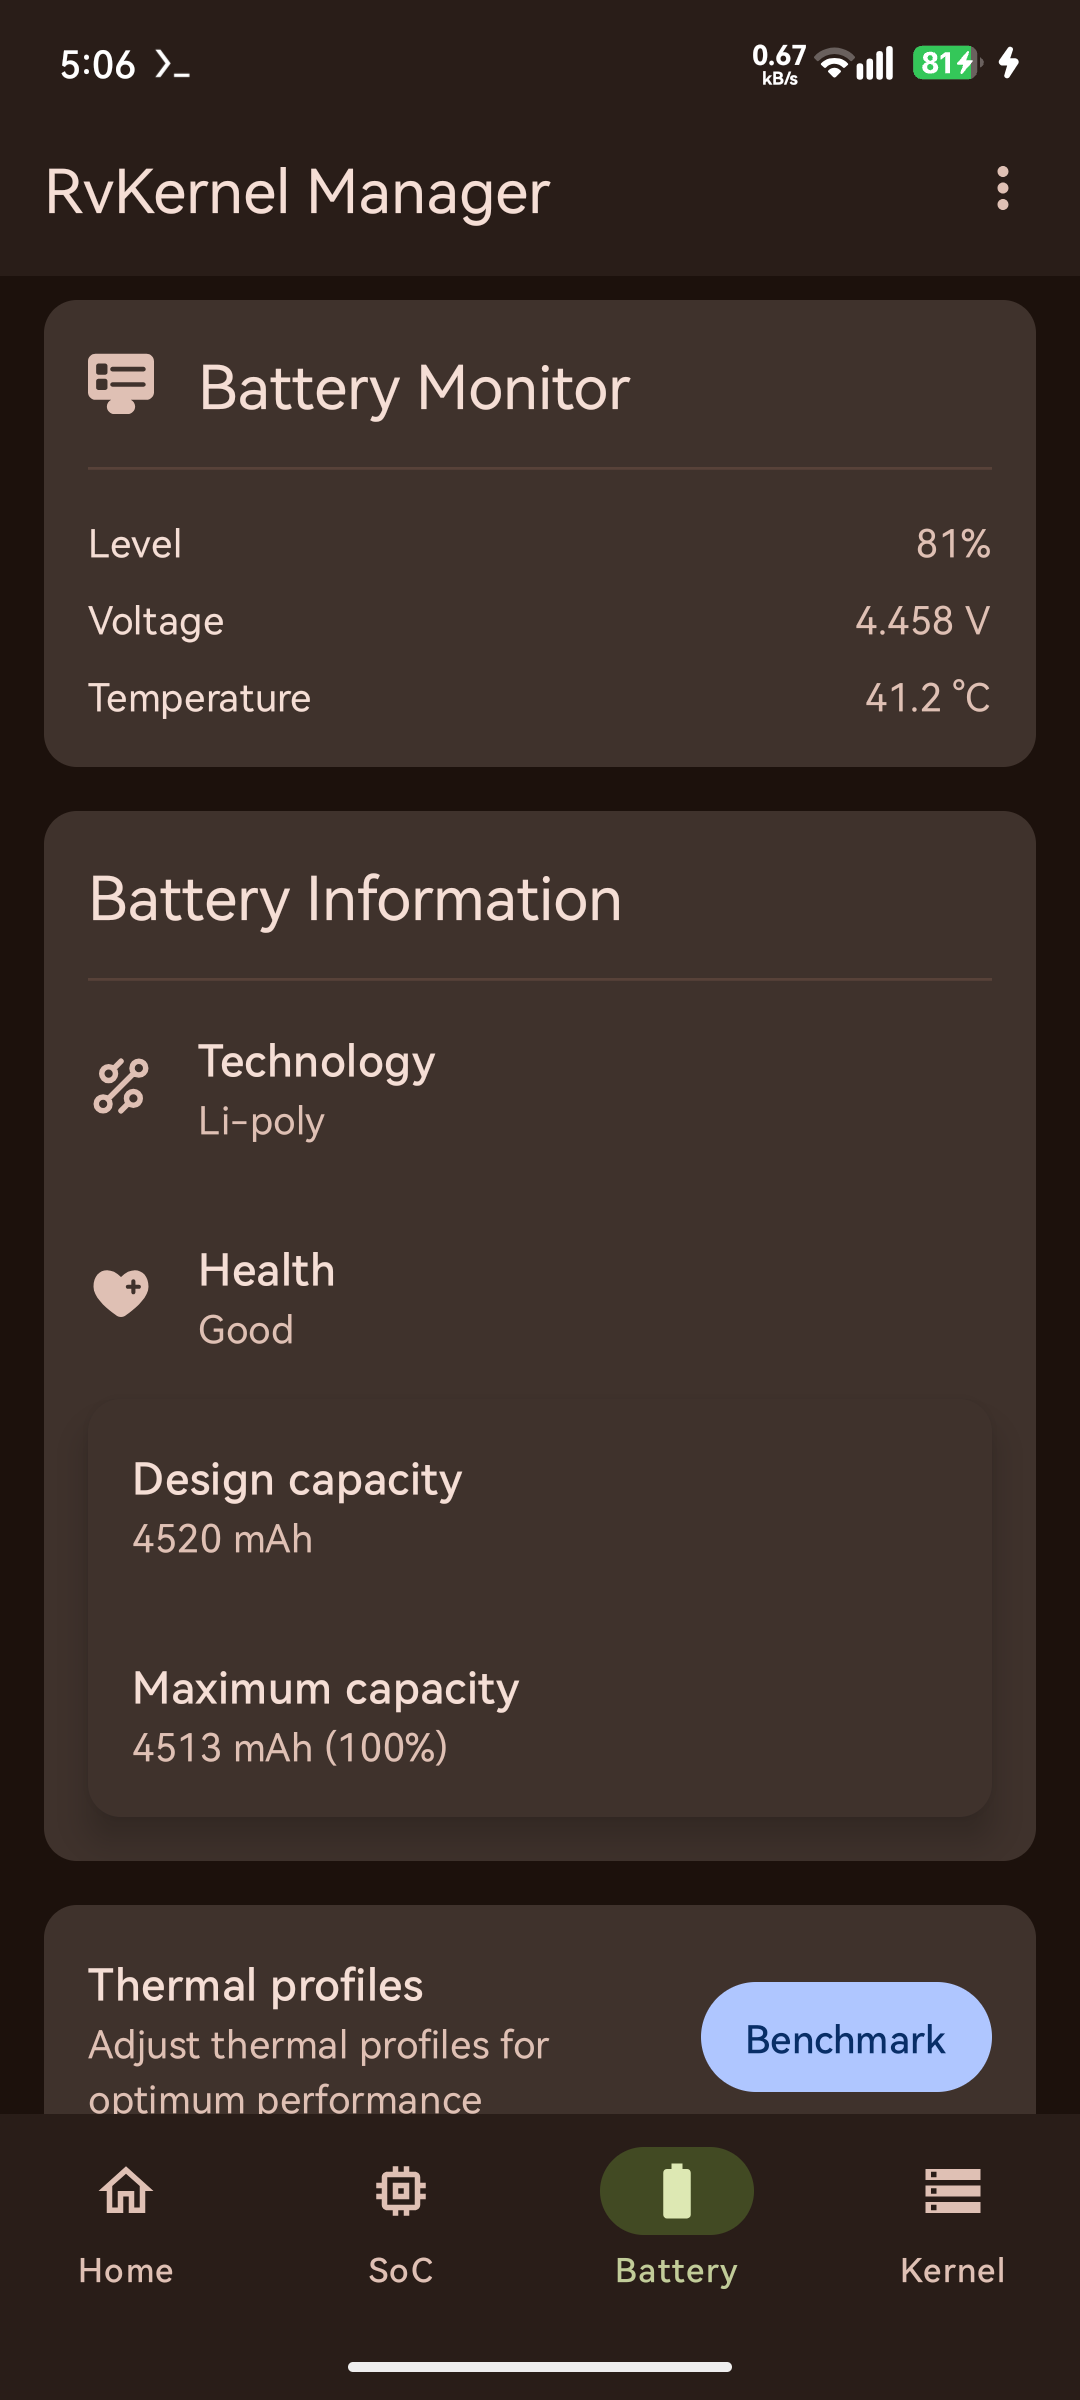 5:06
0.67
kB/s
81
RvKernel Manager
Battery Monitor
Level 81%
Voltage 4.458 V
Temperature 41.2 °C
Battery Information
Technology
Li-poly
Health
Good
Design capacity
4520 mAh
Maximum capacity
4513 mAh (100%)
Thermal profiles
Adjust thermal profiles for
optimum performance
Benchmark
Home SoC Battery Kernel